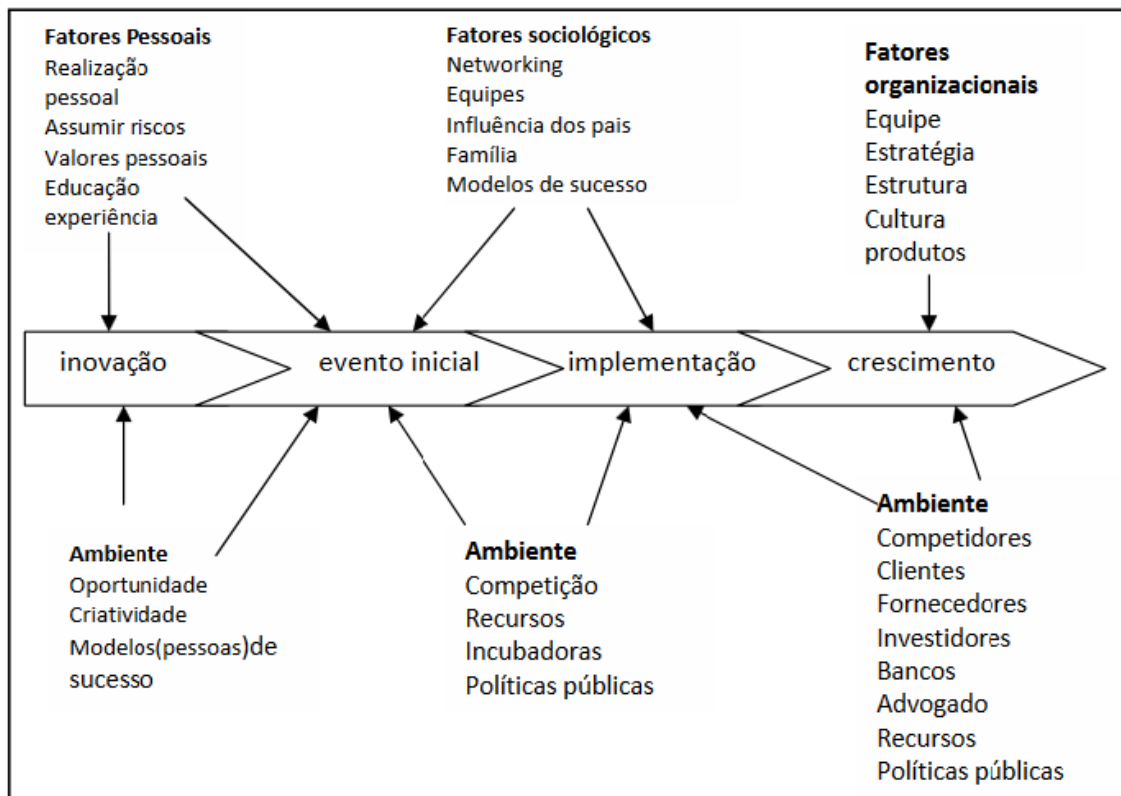 Fatores Pessoais
Realização
pessoal
Assumir riscos
Valores pessoais
Educação
experiência
Fatores sociológicos
Networking
Equipes
Influência dos pais
Família
Modelos de sucesso
Fatores
organizacionais
Equipe
Estratégia
Estrutura
Cultura
produtos
inovação
evento inicial
implementação
crescimento
Ambiente
Oportunidade
Criatividade
Modelos(pessoas)de
sucesso
Ambiente
Competição
Recursos
Incubadoras
Políticas públicas
Ambiente
Competidores
Clientes
Fornecedores
Investidores
Bancos
Advogado
Recursos
Políticas públicas